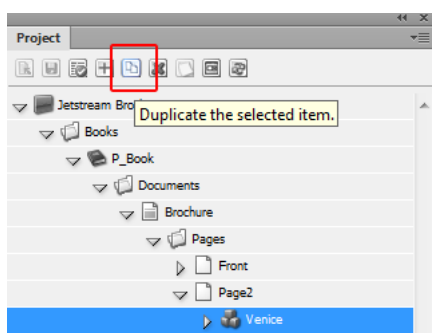 Project
Jetstream Bro
Duplicate the selected item.
Books
P_Book
Documents
Brochure
Pages
Front
Page2
Venice